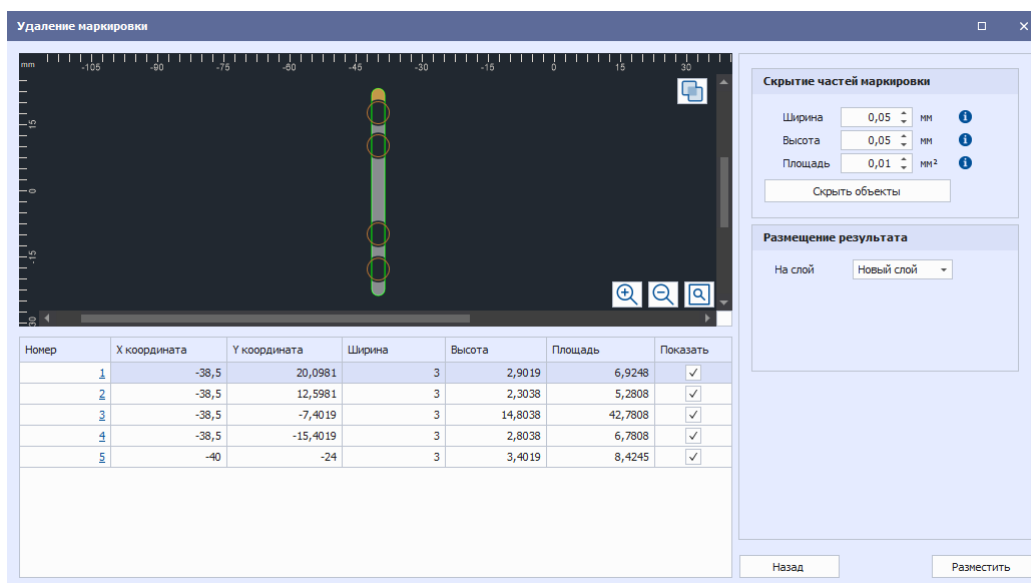 Удаление маркировки
mm -105 -90 -75 -60 -45 -30 -15 0 15 30
15
0
-15
-30
Скрытие частей маркировки
Ширина 0,05 мм
Высота 0,05 мм
Площадь 0,01 мм²
Скрыть объекты
Размещение результата
На слой Новый слой
Номер X координата Y координата Ширина Высота Площадь Показать
1 -38,5 20,0981 3 2,9019 6,9248
2 -38,5 12,5981 3 2,3038 5,2808
3 -38,5 -7,4019 3 14,8038 42,7808
4 -38,5 -15,4019 3 2,8038 6,7808
5 -40 -24 3 3,4019 8,4245
Назад Разместить